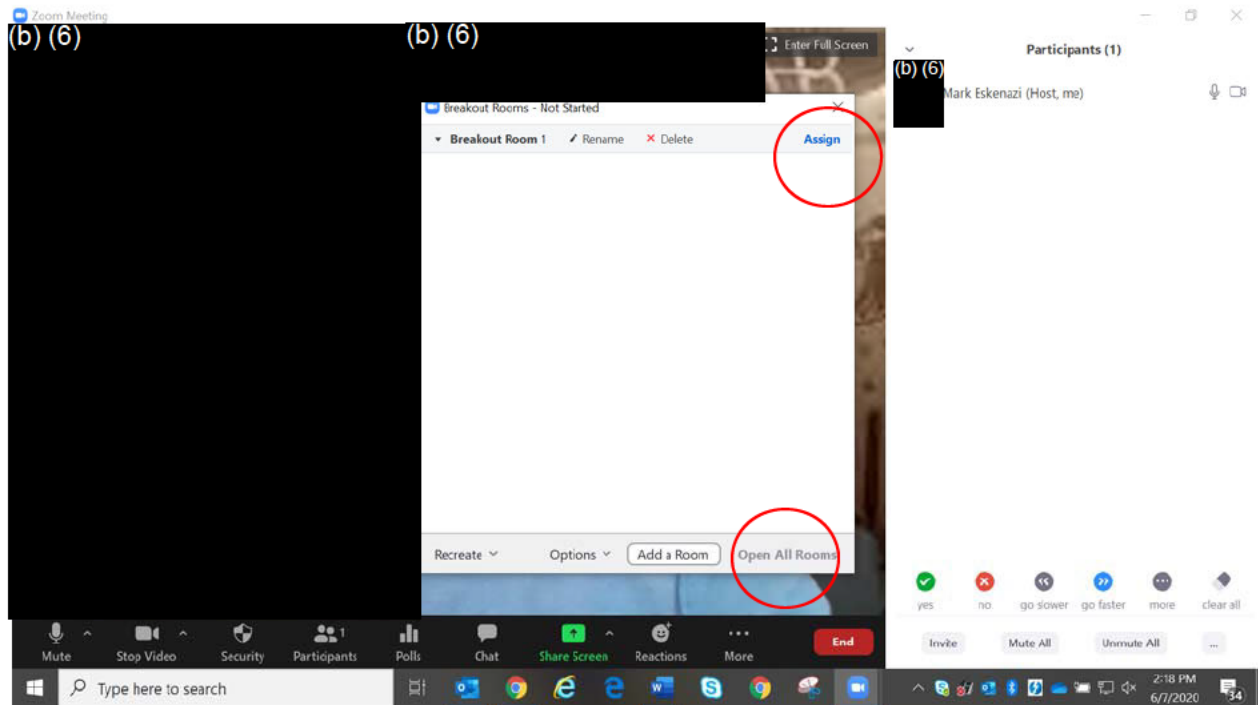 Zoom Meeting
(b) (6)
(b) (6)
Enter Full Screen
Breakout Rooms - Not Started
Breakout Room 1 Rename Delete Assign
Recreate Options Add a Room Open All Rooms
Mute Stop Video Security Participants 1 Polls Chat Share Screen Reactions More End
Participants (1)
(b) (6)
Mark Eskenazi (Host, me)
yes no go slower go faster more clear all
Invite Mute All Unmute All ...
Type here to search
2:18 PM
6/7/2020
34